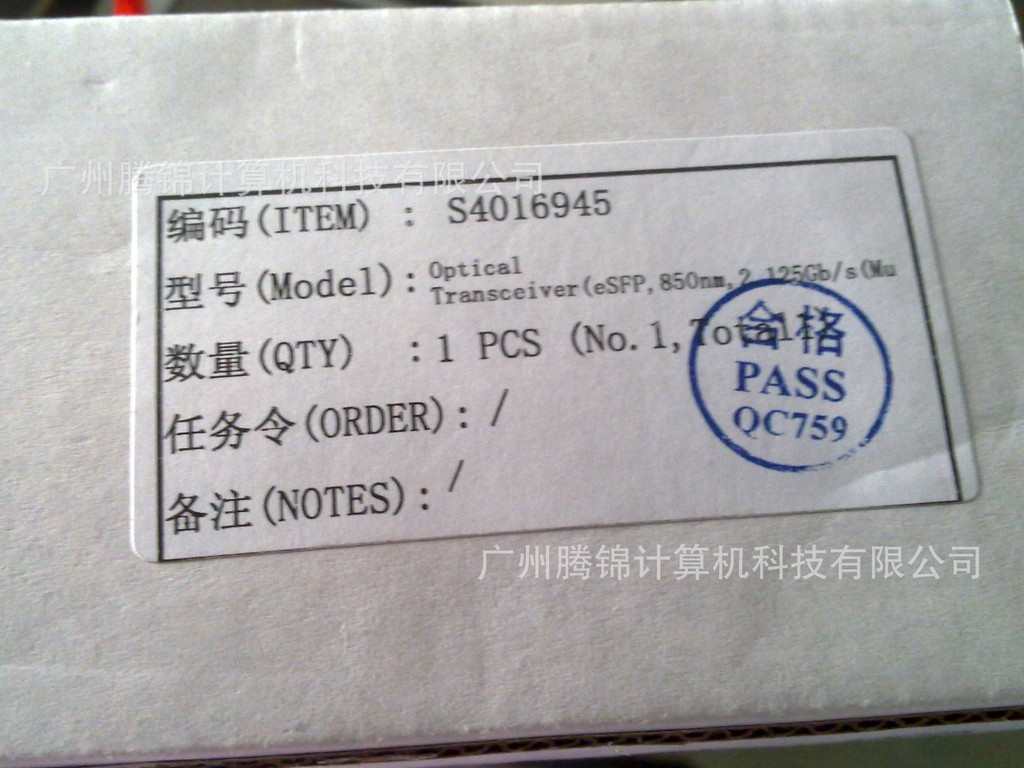 广州腾锦计算机科技有限公司
编码(ITEM) : S4016945
型号(Model): Optical
Transceiver(eSFP,850nm,2.125Gb/s(Mu
数量(QTY) :1 PCS (No.1,Total
合格
PASS
QC759
任务令(ORDER): /
备注(NOTES): /
广州腾锦计算机科技有限公司